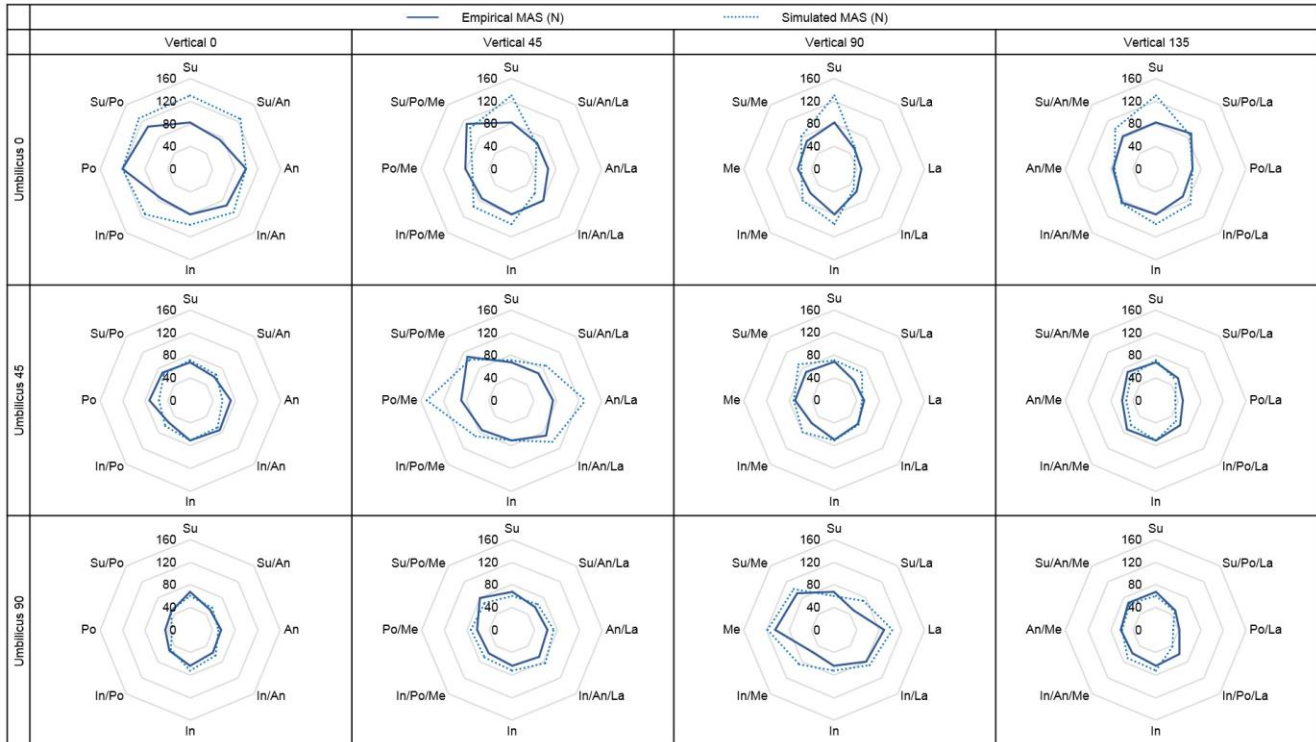 Empirical MAS (N) Simulated MAS (N)
Vertical 0 Vertical 45 Vertical 90 Vertical 135
Umbilicus 0
Su
160
120
80
40
0
Su/An
An
In/An
In
In/Po
Po
Su/Po
Su
160
120
80
40
0
Su/An/La
An/La
In/An/La
In
In/Po/Me
Po/Me
Su/Po/Me
Su
160
120
80
40
0
Su/La
La
In/La
In
In/Me
Me
Su/Me
Su
160
120
80
40
0
Su/Po/La
Po/La
In/Po/La
In
In/An/Me
An/Me
Su/An/Me
Umbilicus 45
Su
160
120
80
40
0
Su/An
An
In/An
In
In/Po
Po
Su/Po
Su
160
120
80
40
0
Su/An/La
An/La
In/An/La
In
In/Po/Me
Po/Me
Su/Po/Me
Su
160
120
80
40
0
Su/La
La
In/La
In
In/Me
Me
Su/Me
Su
160
120
80
40
0
Su/Po/La
Po/La
In/Po/La
In
In/An/Me
An/Me
Su/An/Me
Umbilicus 90
Su
160
120
80
40
0
Su/An
An
In/An
In
In/Po
Po
Su/Po
Su
160
120
80
40
0
Su/An/La
An/La
In/An/La
In
In/Po/Me
Po/Me
Su/Po/Me
Su
160
120
80
40
0
Su/La
La
In/La
In
In/Me
Me
Su/Me
Su
160
120
80
40
0
Su/Po/La
Po/La
In/Po/La
In
In/An/Me
An/Me
Su/An/Me